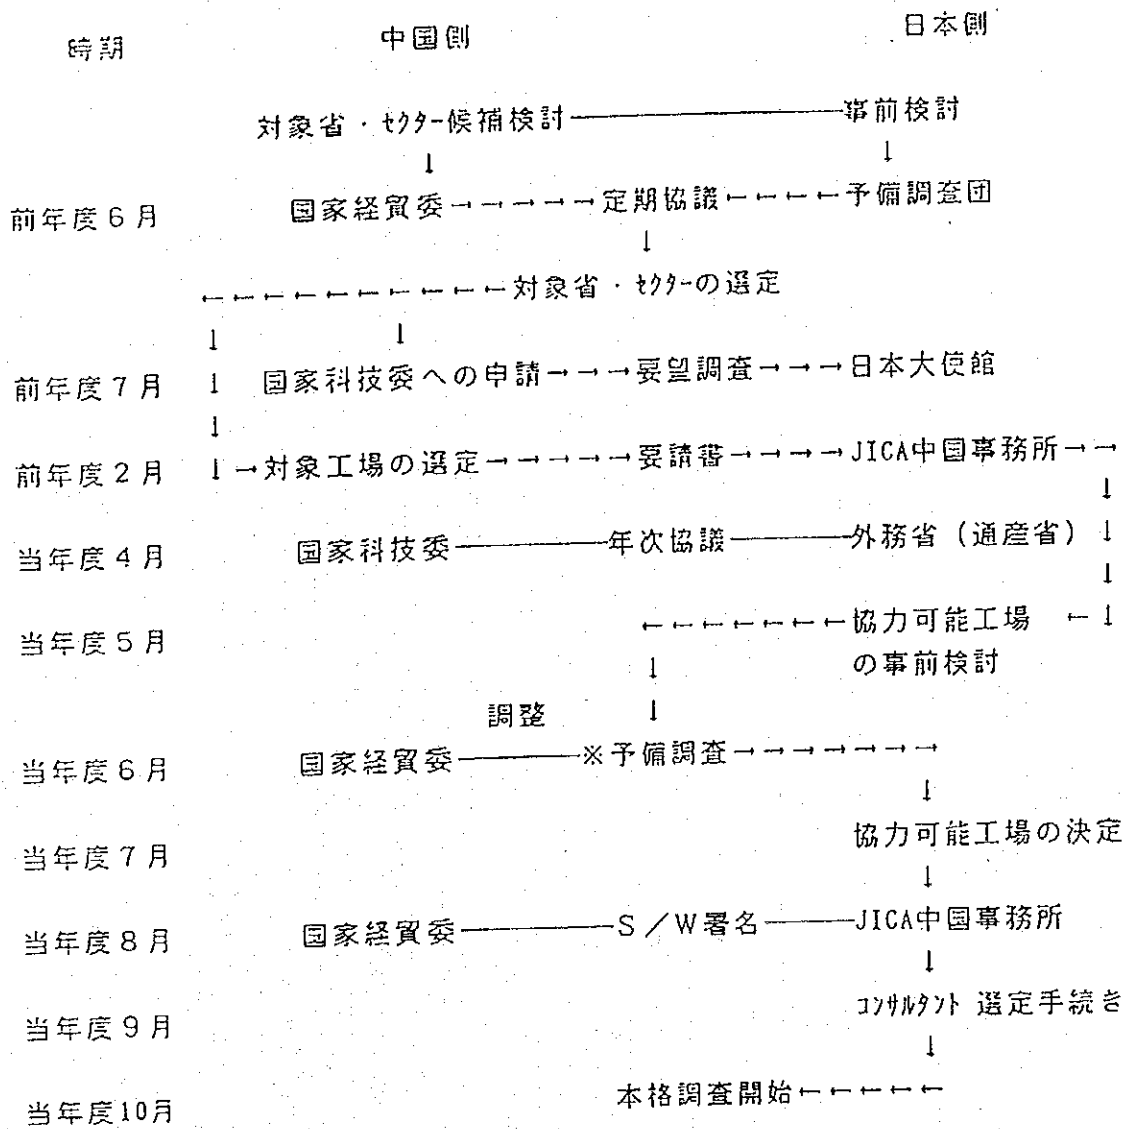 時期 中国側 日本側
対象省・セクター候補検討―――事前検討
↓ ↓
前年度6月 国家経貿委→→→→→定期協議←←←←予備調査団
↓
←←←←←←←←←←対象省・セクターの選定
↓ ↓
前年度7月 ↓ 国家科技委への申請→→→要望調査→→→日本大使館
↓
前年度2月 ↓→対象工場の選定→→→→→要請書→→→→JICA中国事務所→→
↓
当年度4月 国家科技委―――年次協議―――外務省(通産省) ↓
↓
当年度5月 ←←←←←←←協力可能工場 ←↓
↓ の事前検討
調整 ↓
当年度6月 国家経貿委―――※予備調査→→→→→→→
↓
当年度7月 協力可能工場の決定
↓
当年度8月 国家経貿委―――S/W署名―――JICA中国事務所
↓
当年度9月 コンサルタント 選定手続き
↓
当年度10月 本格調査開始←←←←←